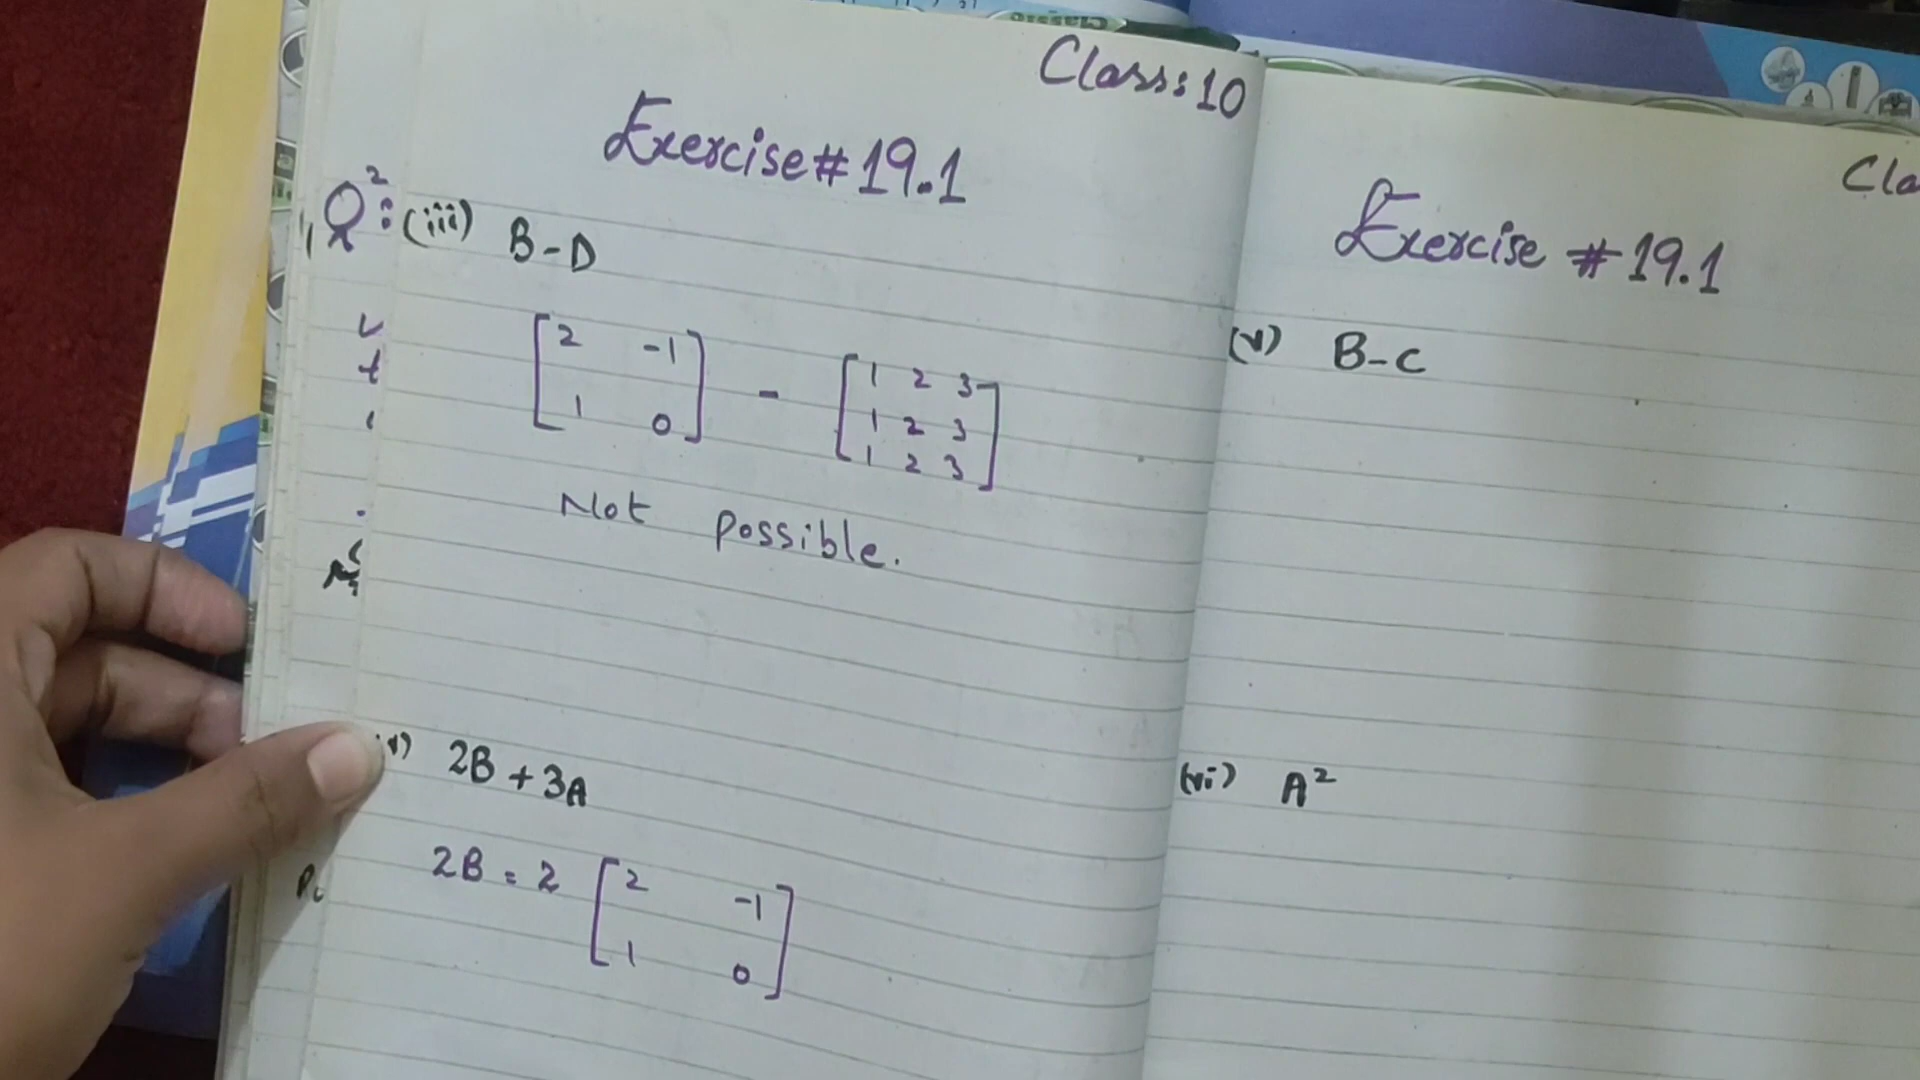 Class: 10
Exercise # 19.1
Q2: (iii) B - D
[2 -1
1 0] - [1 2 3
1 2 3
1 2 3]
Not possible.
2B + 3A
2B = 2 [2 -1
1 0]
Cla
Exercise # 19.1
(v) B - C
(vi) A²